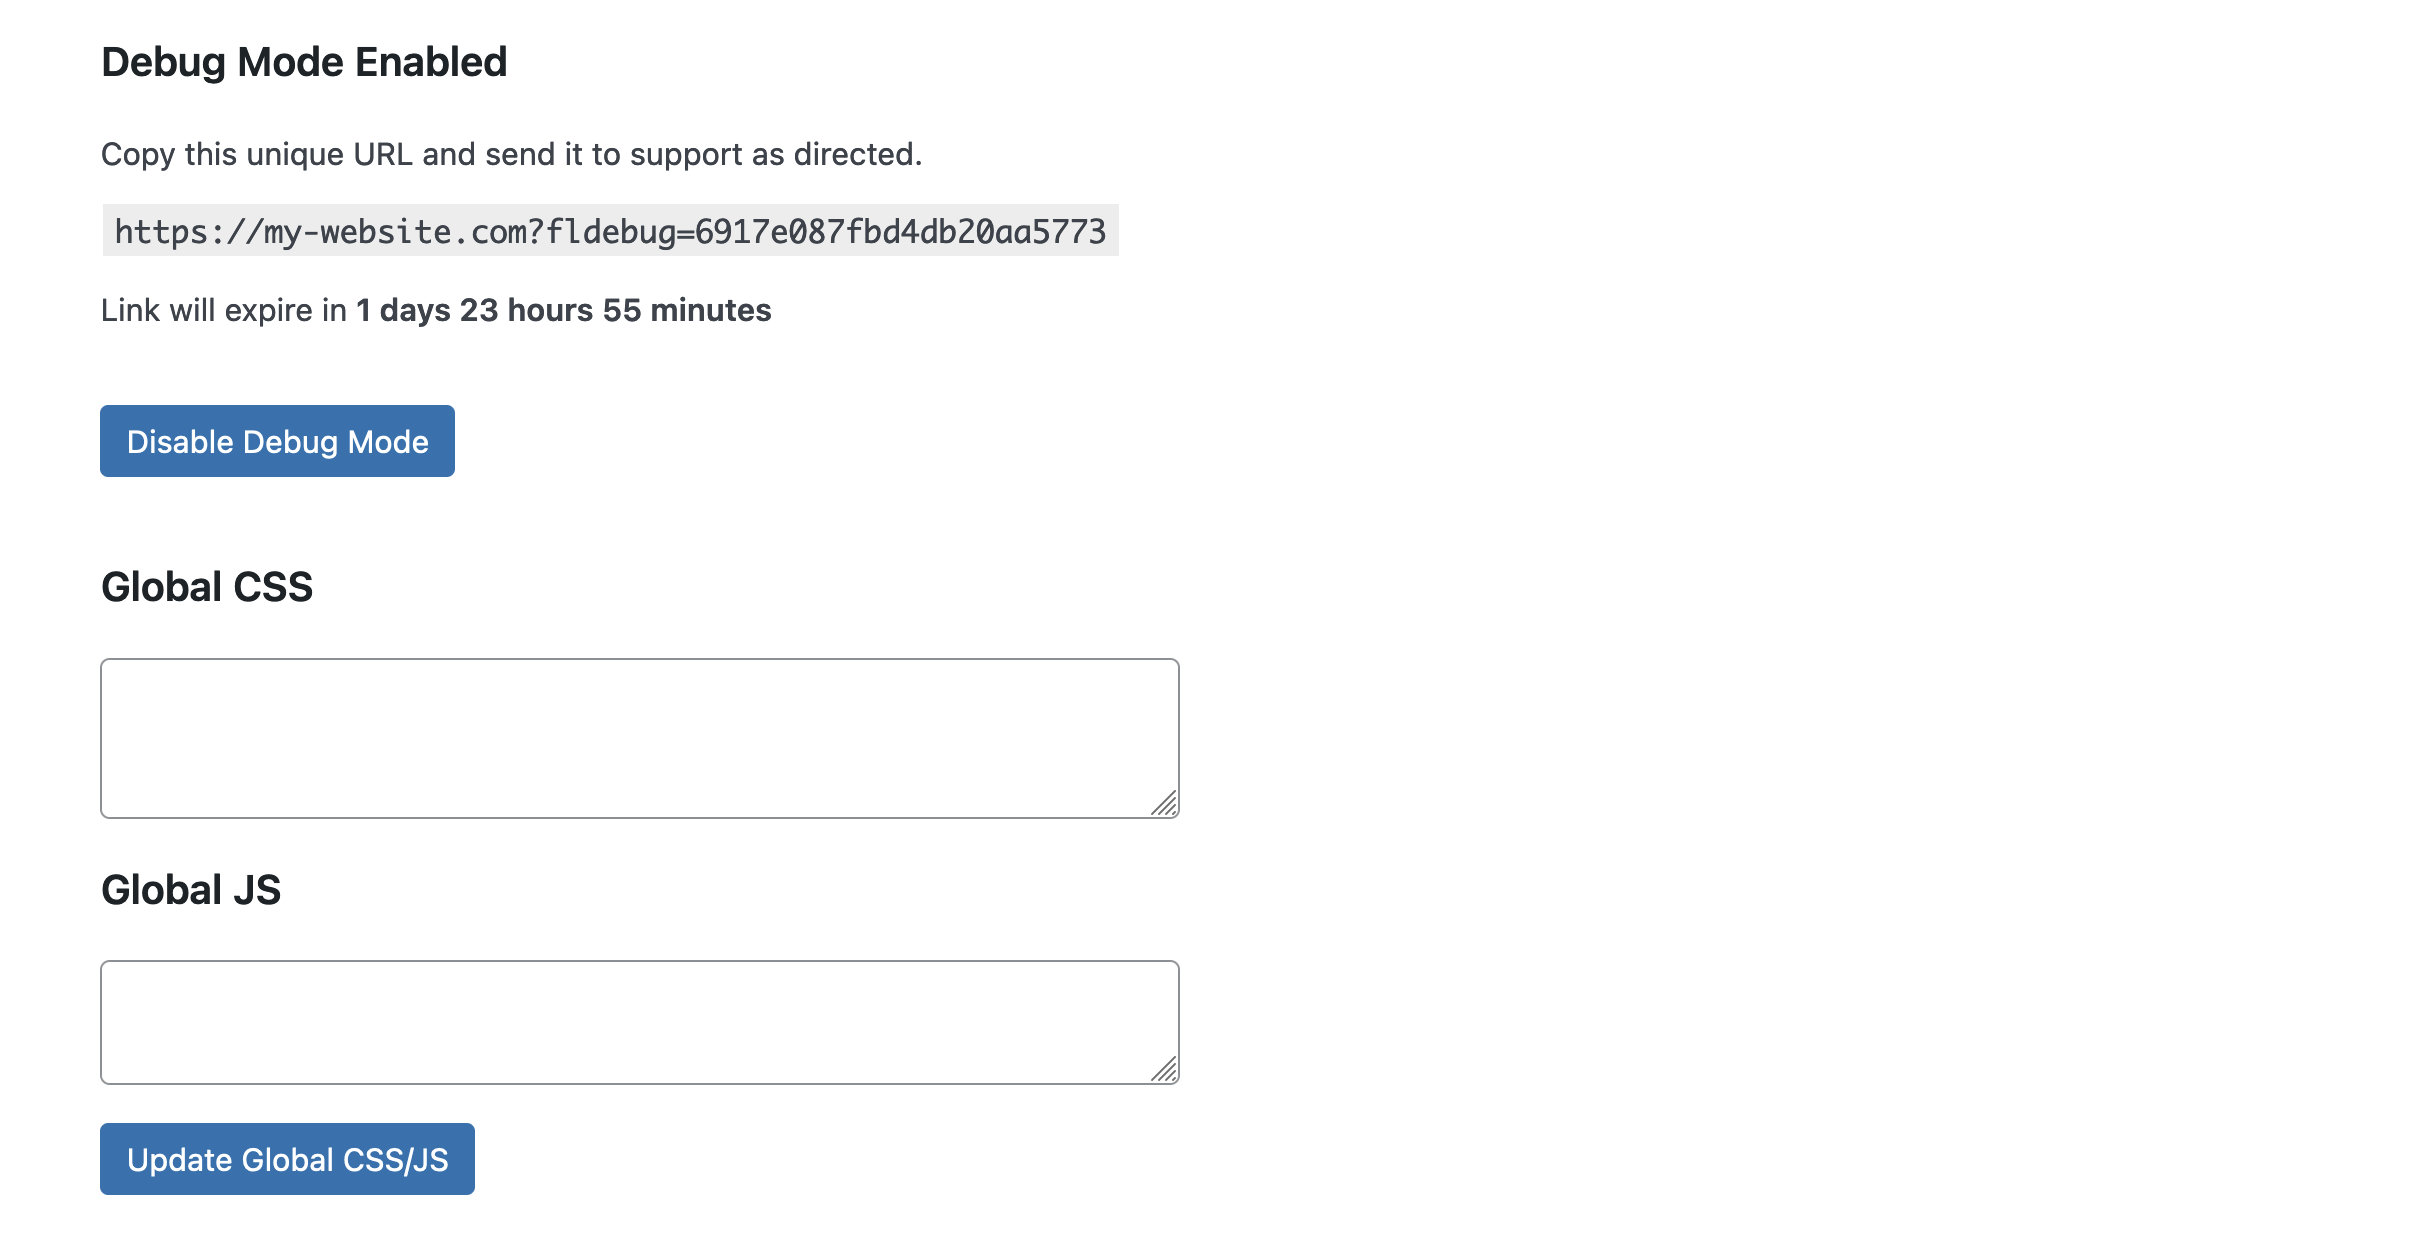 Debug Mode Enabled
Copy this unique URL and send it to support as directed.
https://my-website.com?fldebug=6917e087fbd4db20aa5773
Link will expire in 1 days 23 hours 55 minutes
Disable Debug Mode
Global CSS
Global JS
Update Global CSS/JS